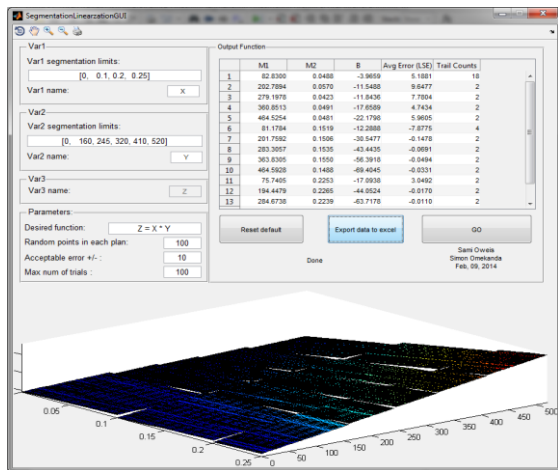 SegmentationLinearzationGUI
Var1
Var1 segmentation limits:
[0, 0.1, 0.2, 0.25]
Var1 name:
X
Var2
Var2 segmentation limits:
[0, 160, 245, 320, 410, 520]
Var2 name:
Y
Var3
Var3 name:
Z
Parameters:
Desired function:
Z = X * Y
Random points in each plan:
100
Acceptable error +/- :
10
Max num of trials :
100
Output Function
M1 M2 B Avg Error (LSE) Trail Counts
1 82.8300 0.0488 -3.9659 5.1881 18
2 202.7894 0.0570 -11.5488 9.6477 2
3 279.1978 0.0423 -11.8436 7.7804 2
4 360.8513 0.0491 -17.6589 4.7434 2
5 464.5254 0.0481 -22.1798 5.9605 2
6 81.1784 0.1519 -12.2888 -7.8775 4
7 201.7592 0.1506 -30.5477 -0.1478 2
8 283.3057 0.1535 -43.4435 -0.0691 2
9 363.8305 0.1550 -56.3918 -0.0494 2
10 464.5928 0.1488 -69.4045 -0.0331 2
11 75.7405 0.2253 -17.0938 3.0492 2
12 194.4479 0.2265 -44.0524 -0.0170 2
13 284.6738 0.2239 -63.7178 -0.0110 2
Reset default
Export data to excel
GO
Done
Sami Oweis
Simon Omekanda
Feb, 09, 2014
0.05
0.1
0.15
0.2
0.25
0
50
100
150
200
250
300
350
400
450
500